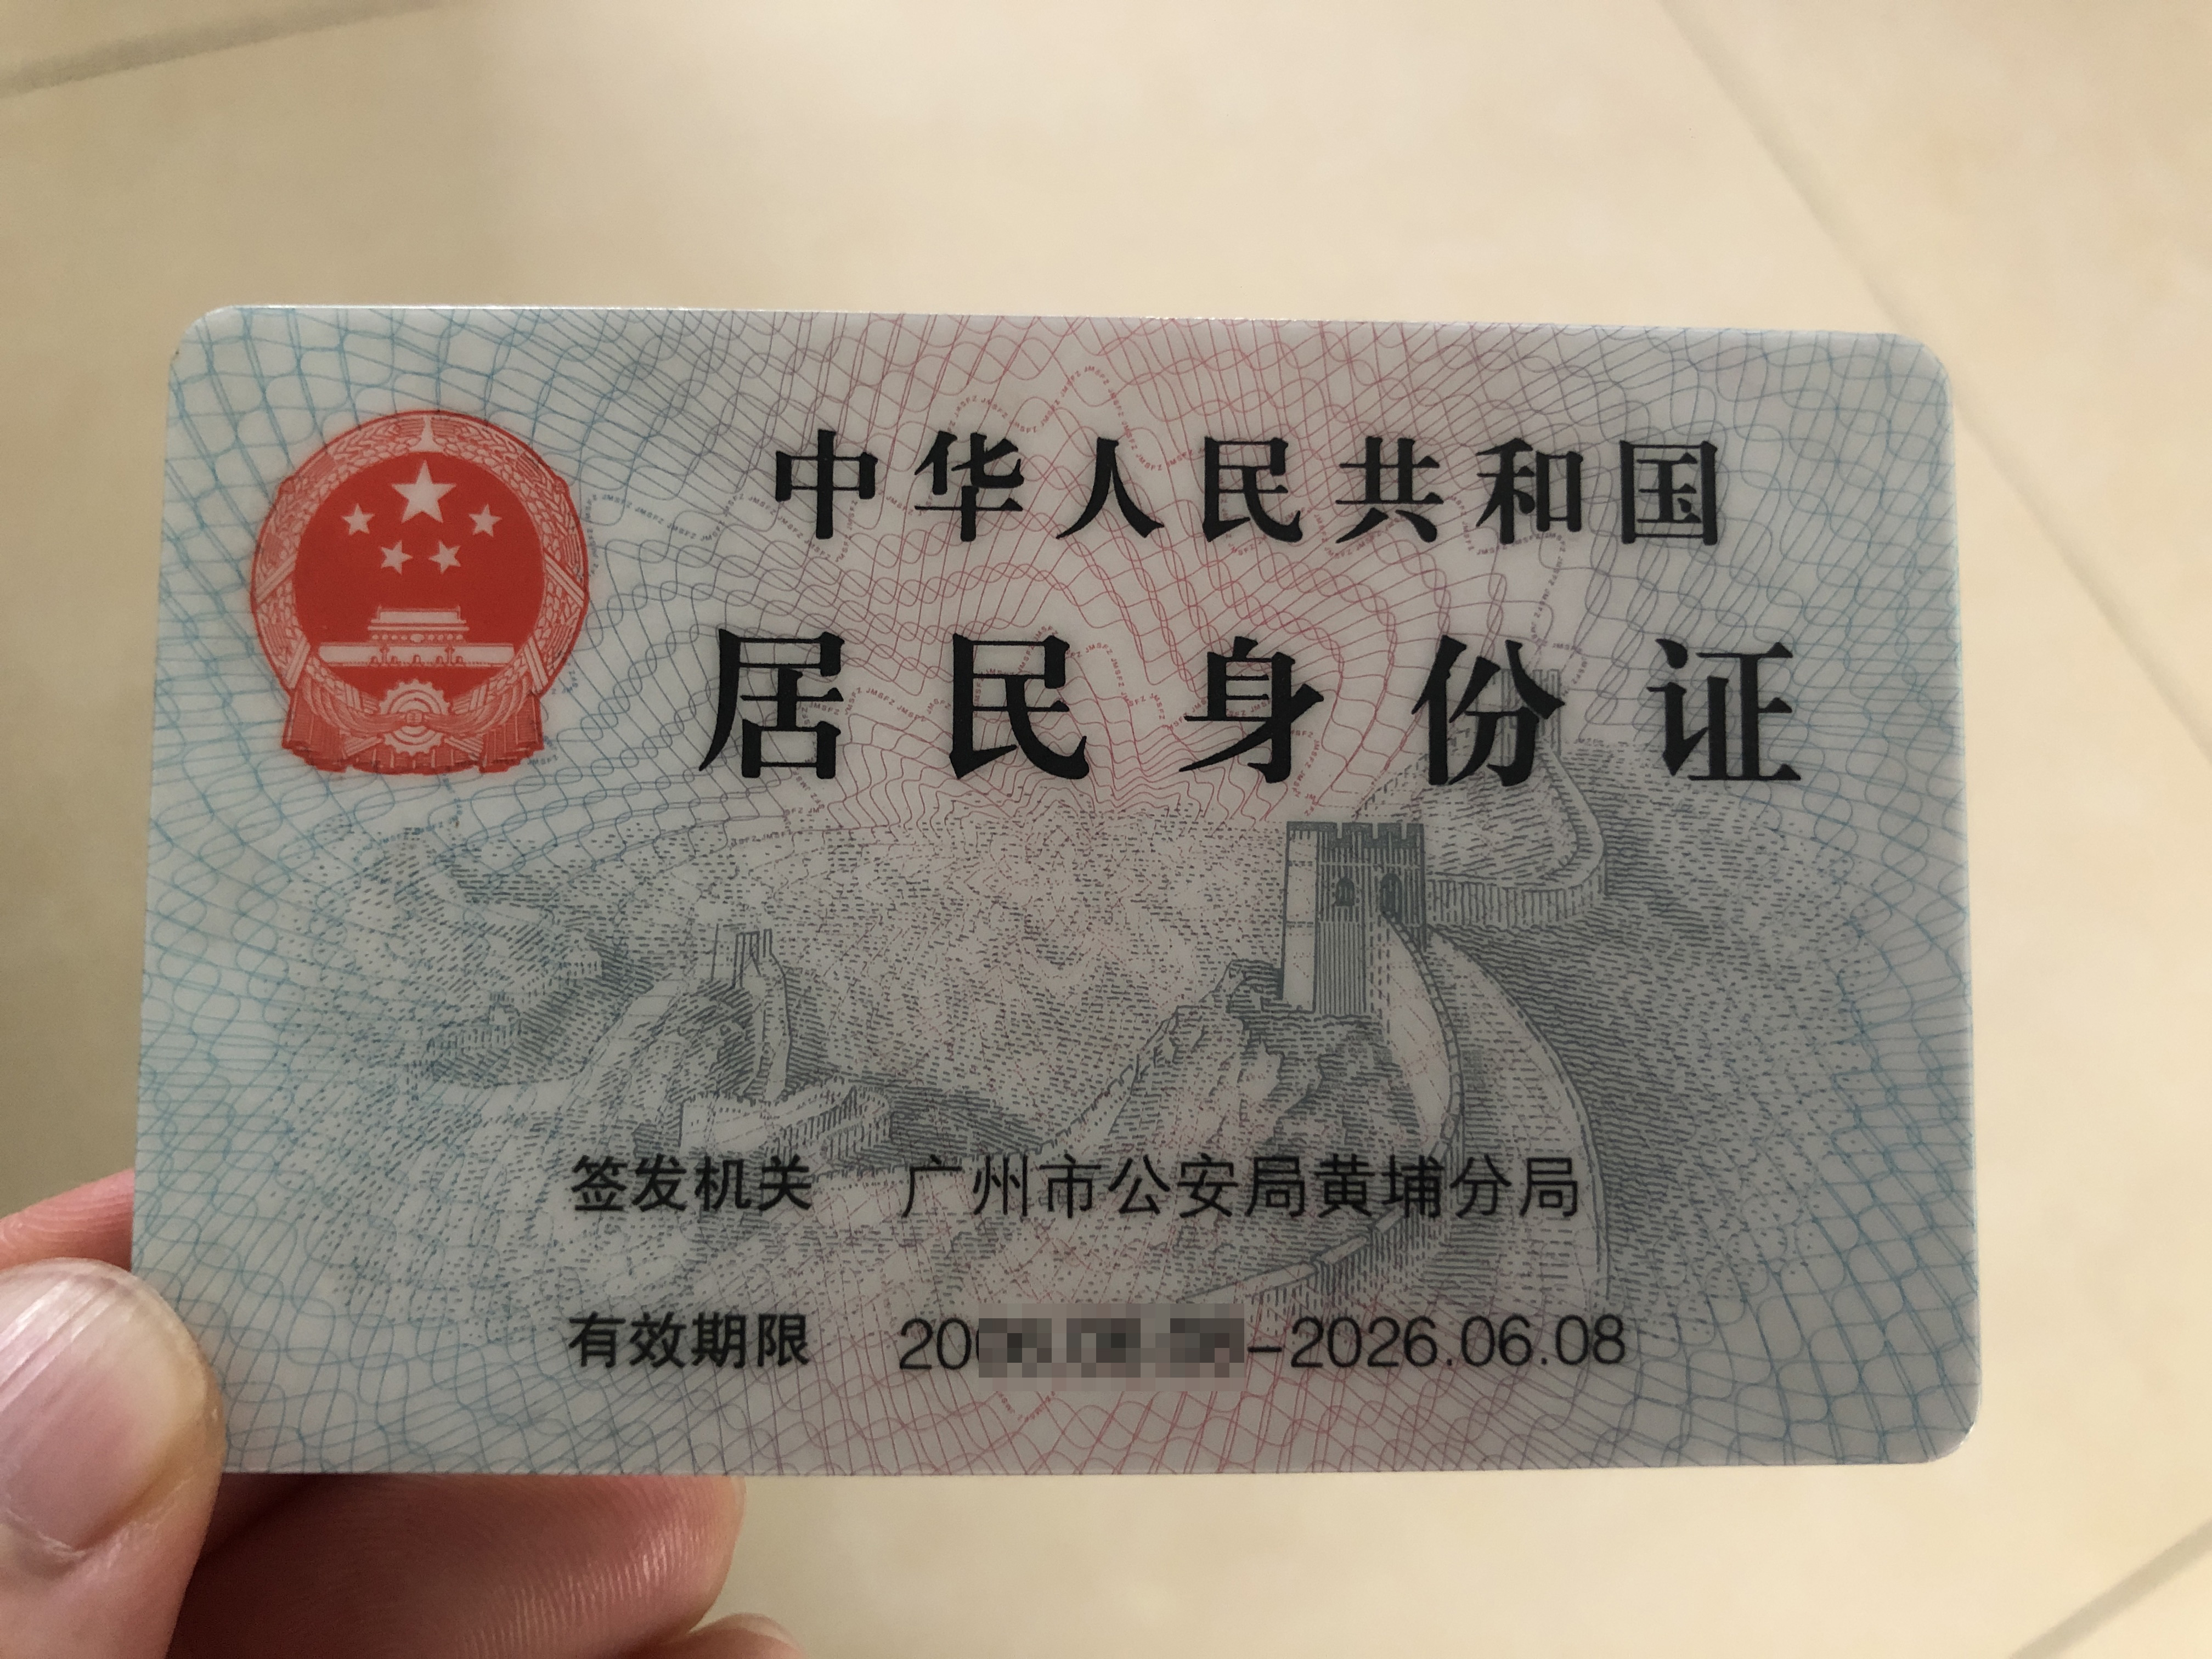 中华人民共和国
居民身份证
签发机关 广州市公安局黄埔分局
有效期限 20 -2026.06.08